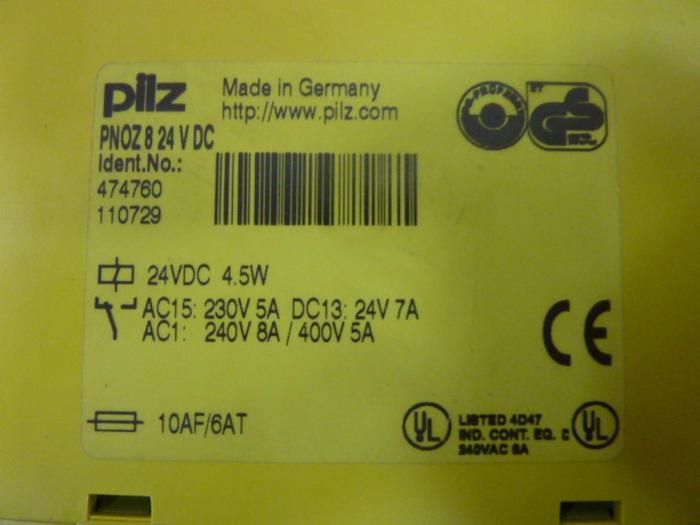 pilz
Made in Germany
http://www.pilz.com
PNOZ 8 24 V DC
Ident.No.:
474760
110729
24VDC 4.5W
AC15: 230V 5A DC13: 24V 7A
AC1: 240V 8A / 400V 5A
CE
10AF/6AT
UL
LISTED 4D47
IND. CONT. EQ.
240VAC 8A
UL